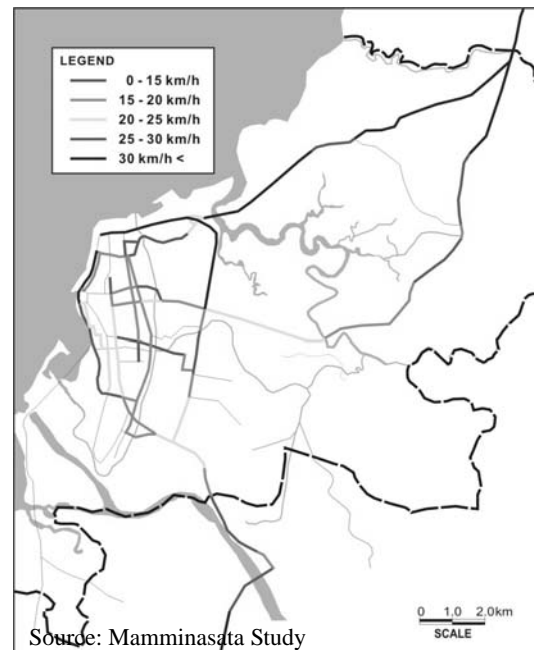 LEGEND
0 - 15 km/h
15 - 20 km/h
20 - 25 km/h
25 - 30 km/h
30 km/h <
0 1.0 2.0km
SCALE
Source: Mamminasata Study